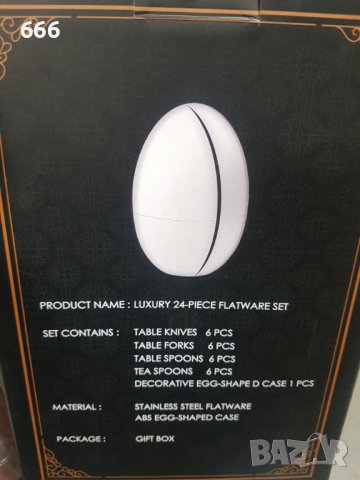 666
PRODUCT NAME : LUXURY 24-PIECE FLATWARE SET
SET CONTAINS : TABLE KNIVES 6 PCS
TABLE FORKS 6 PCS
TABLE SPOONS 6 PCS
TEA SPOONS 6 PCS
DECORATIVE EGG-SHAPE D CASE 1 PCS
MATERIAL : STAINLESS STEEL FLATWARE
ABS EGG-SHAPED CASE
PACKAGE : GIFT BOX
BAZAR